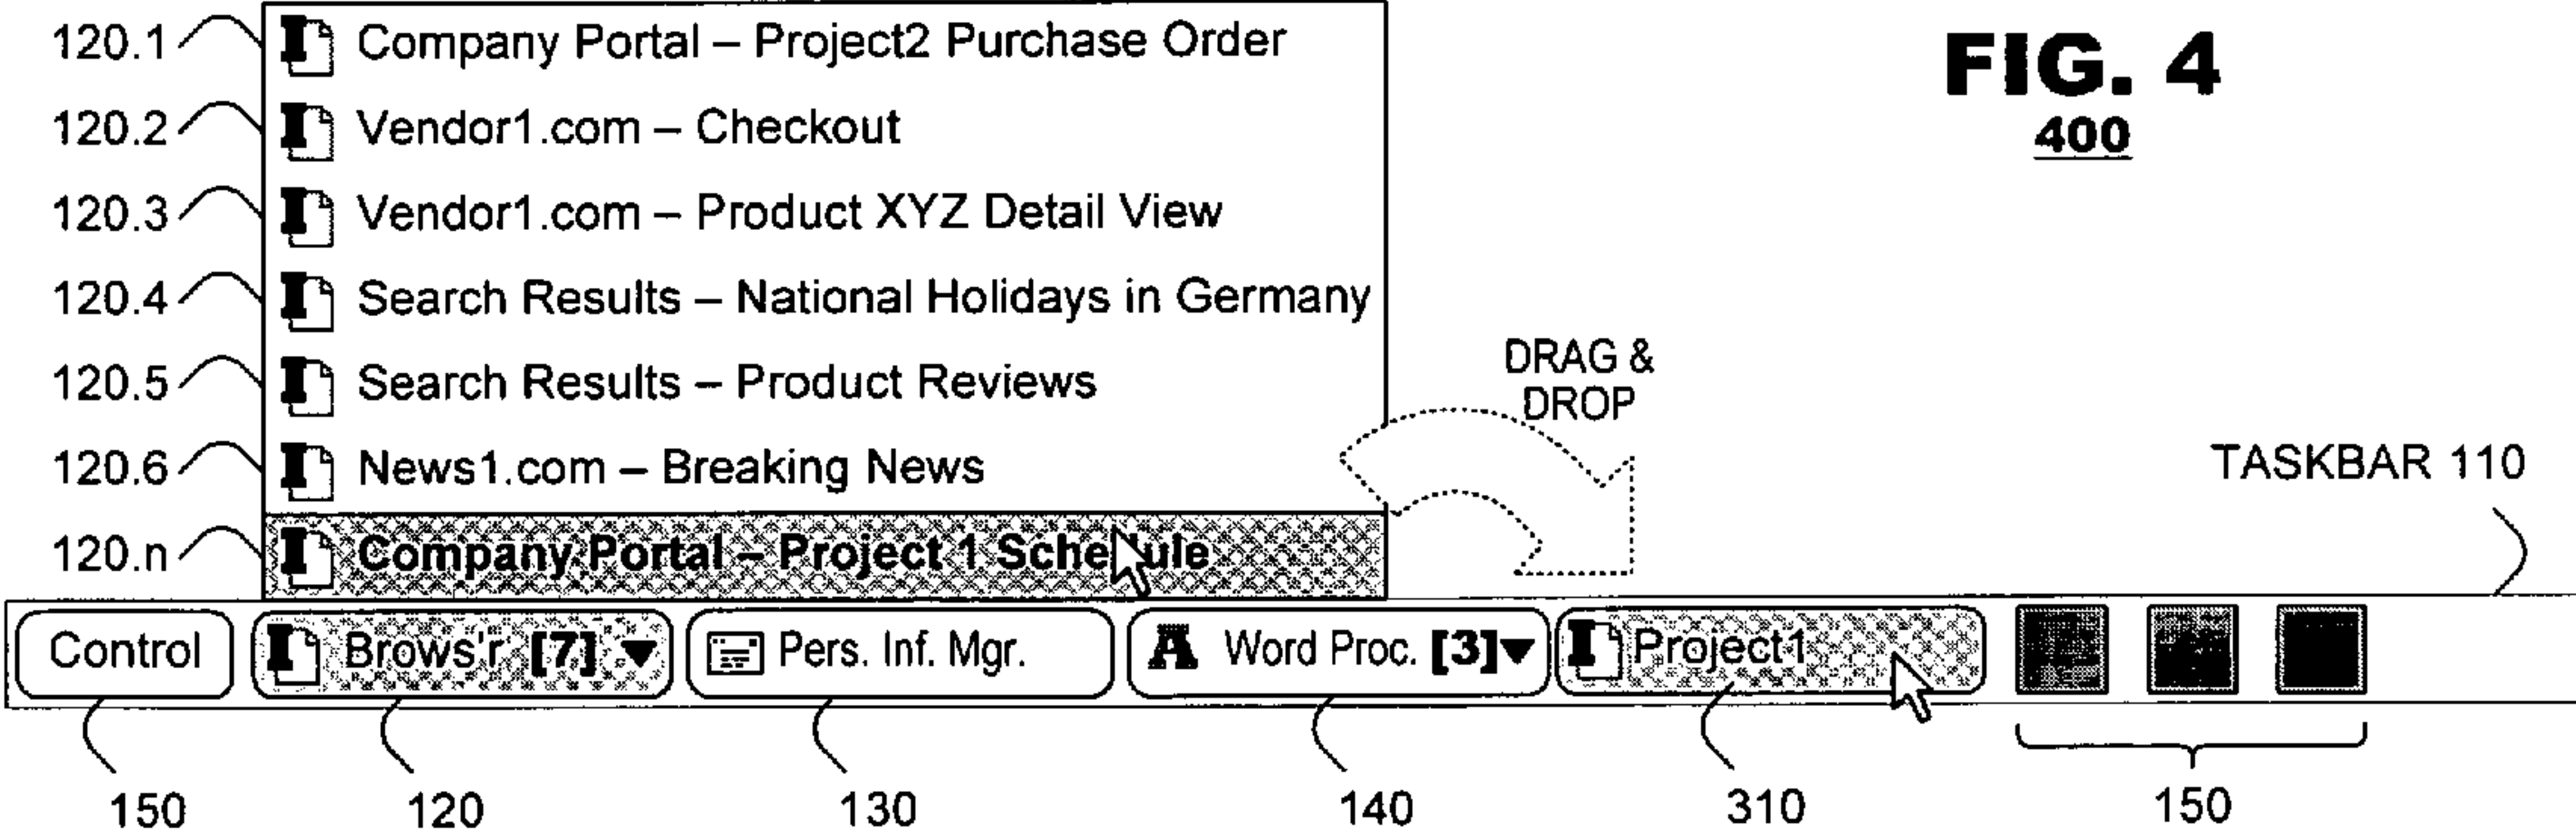 120.1 Company Portal – Project2 Purchase Order
FIG. 4
400
120.2 Vendor1.com – Checkout
120.3 Vendor1.com – Product XYZ Detail View
120.4 Search Results – National Holidays in Germany
DRAG &
DROP
120.5 Search Results – Product Reviews
120.6 News1.com – Breaking News
TASKBAR 110
120.n Company Portal – Project 1 Schedule
Control Brows'r [7] Pers. Inf. Mgr. A Word Proc. [3] Project1
150 120 130 140 310 150